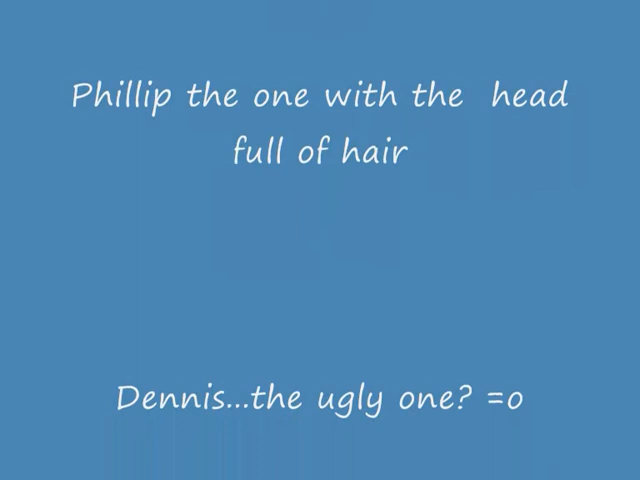 Phillip the one with the head
full of hair
Dennis...the ugly one? =o